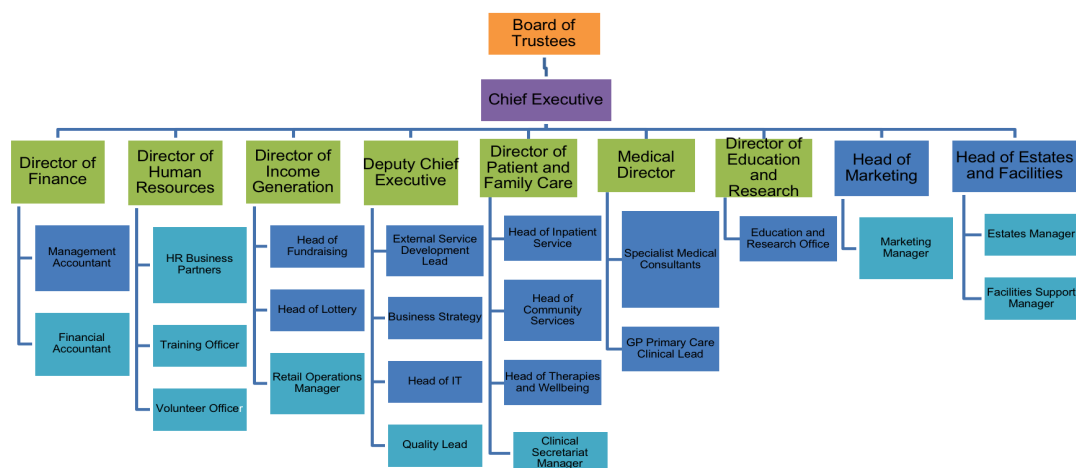 Board of
Trustees
Chief Executive
Director of
Finance
Director of
Human
Resources
Director of
Income
Generation
Deputy Chief
Executive
Director of
Patient and
Family Care
Medical
Director
Director of
Education
and
Research
Head of
Marketing
Head of Estates
and Facilities
Management
Accountant
Financial
Accountant
HR Business
Partners
Training Officer
Volunteer Officer
Head of
Fundraising
Head of Lottery
Retail Operations
Manager
External Service
Development
Lead
Business Strategy
Head of IT
Quality Lead
Head of Inpatient
Service
Head of
Community
Services
Head of Therapies
and Wellbeing
Clinical
Secretariat
Manager
Specialist Medical
Consultants
GP Primary Care
Clinical Lead
Education and
Research Office
Marketing
Manager
Estates Manager
Facilities Support
Manager